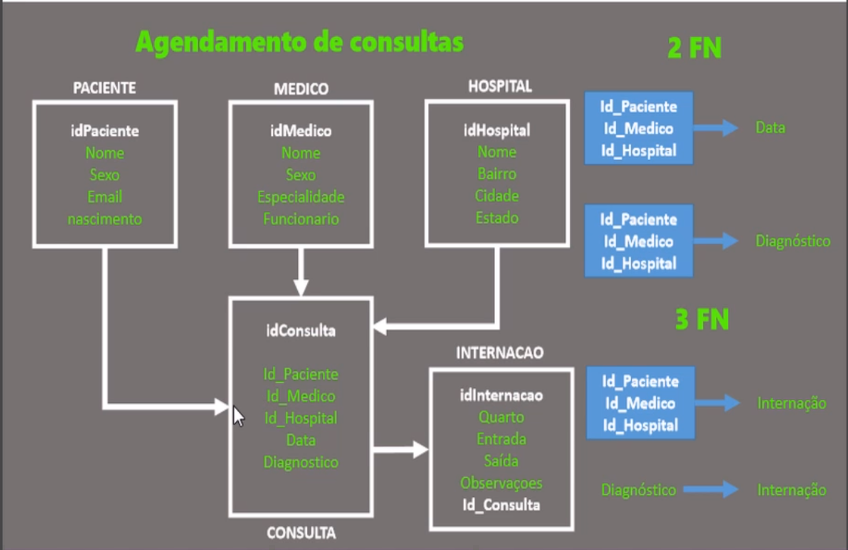 Agendamento de consultas
PACIENTE
idPaciente
Nome
Sexo
Email
nascimento
MEDICO
idMedico
Nome
Sexo
Especialidade
Funcionario
HOSPITAL
idHospital
Nome
Bairro
Cidade
Estado
idConsulta
Id_Paciente
Id_Medico
Id_Hospital
Data
Diagnostico
CONSULTA
INTERNACAO
idInternacao
Quarto
Entrada
Saída
Observaçoes
Id_Consulta
2 FN
Id_Paciente
Id_Medico
Id_Hospital
Data
Id_Paciente
Id_Medico
Id_Hospital
Diagnóstico
3 FN
Id_Paciente
Id_Medico
Id_Hospital
Internação
Diagnóstico
Internação